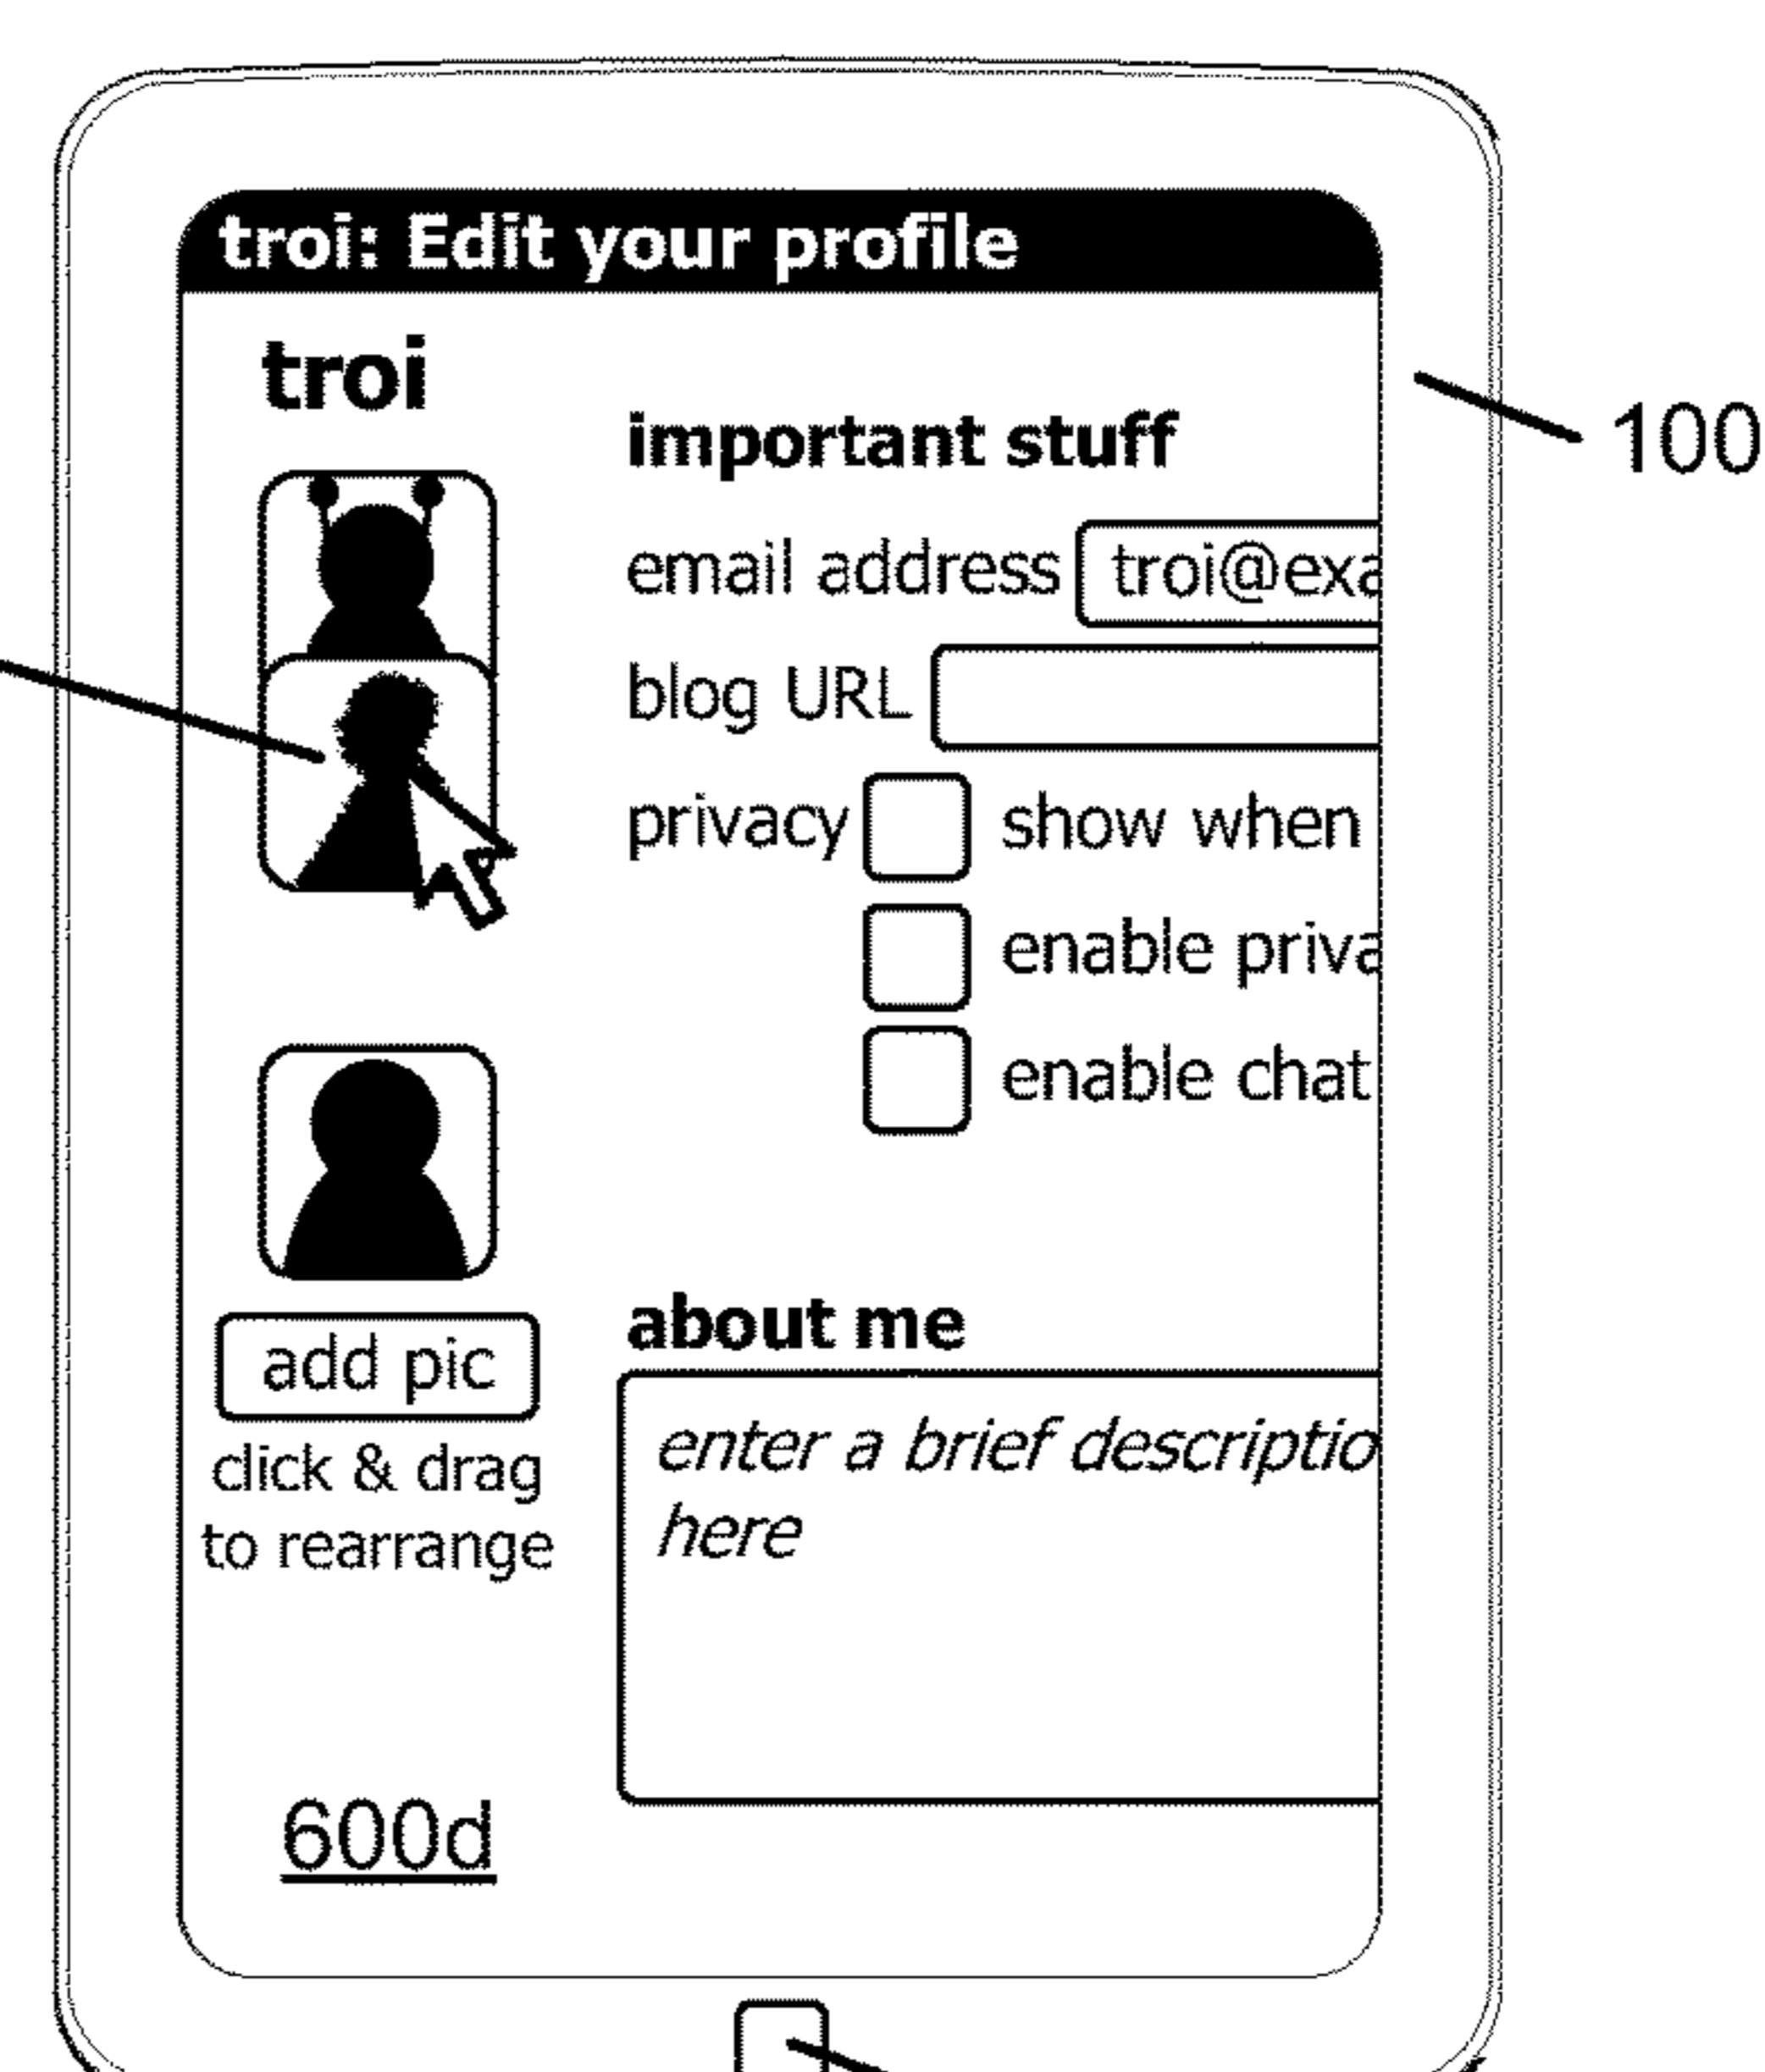 troi: Edit your profile
troi
important stuff
100
email address troi@exa
blog URL
privacy show when
enable priva
enable chat
add pic
click & drag
to rearrange
about me
enter a brief descriptio
here
600d